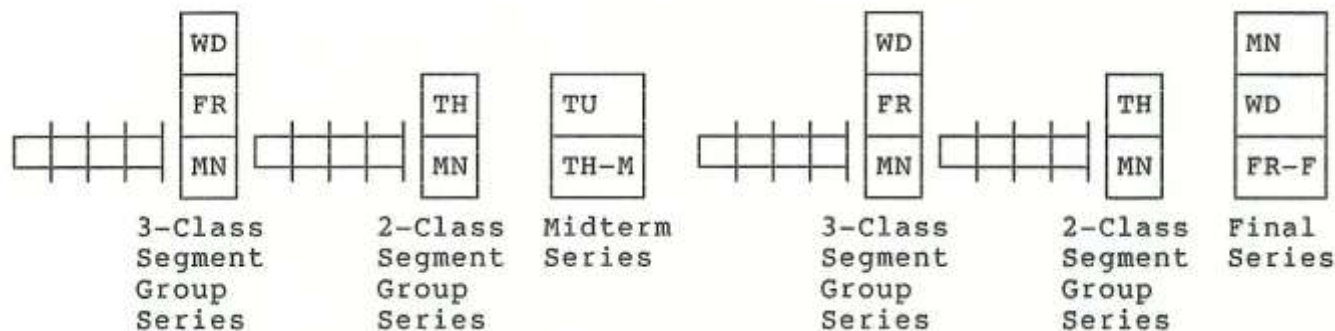 WD WD MN
FR TH TU FR TH WD
MN MN TH-M MN MN FR-F
3-Class 2-Class Midterm 3-Class 2-Class Final
Segment Segment Series Segment Segment Series
Group Group Group Group
Series Series Series Series